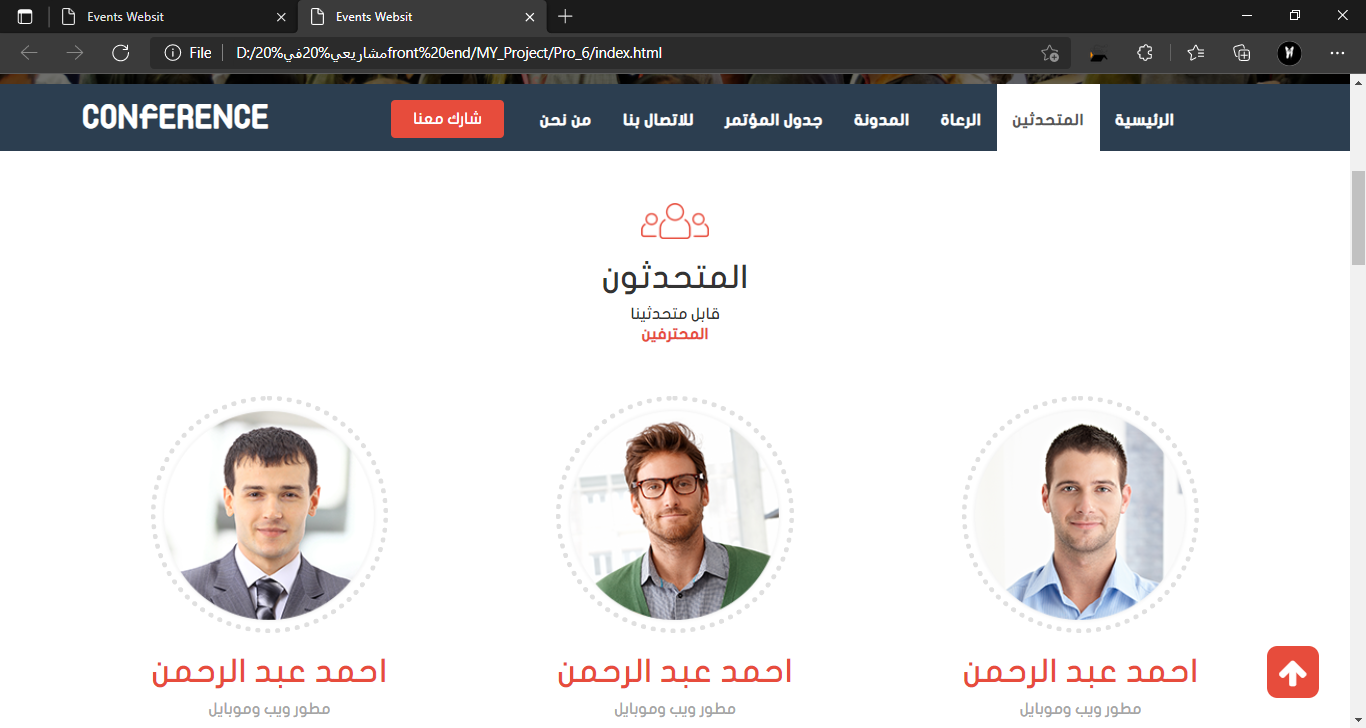 Events Websit
Events Websit
File
D:/20%مشاريعي%20%فيfront%20end/MY_Project/Pro_6/index.html
الرئيسية
المتحدثين
الرعاة
المدونة
جدول المؤتمر
للاتصال بنا
من نحن
شارك معنا
CONFERENCE
المتحدثون
قابل متحدثينا
المحترفين
احمد عبد الرحمن
احمد عبد الرحمن
احمد عبد الرحمن
مطور ويب وموبايل
مطور ويب وموبايل
مطور ويب وموبايل